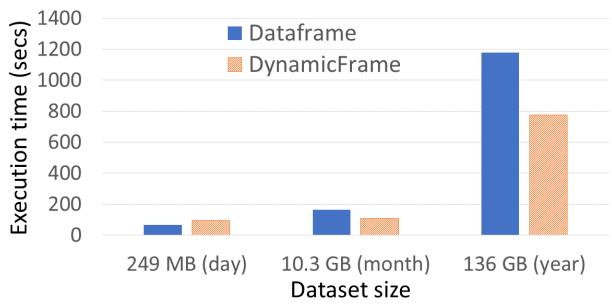 Execution time (secs)
1400
1200
1000
800
600
400
200
0
Dataframe
DynamicFrame
249 MB (day)
10.3 GB (month)
136 GB (year)
Dataset size